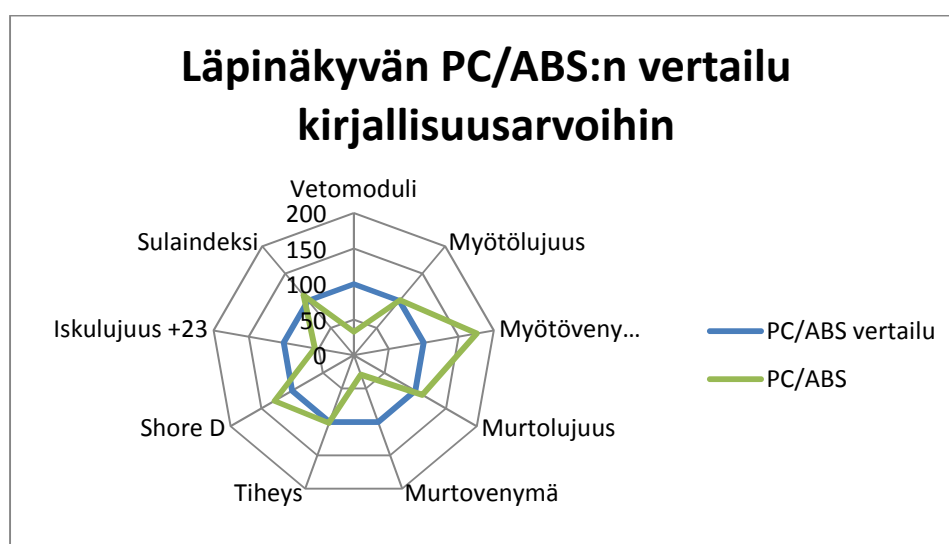 Läpinäkyvän PC/ABS:n vertailu
kirjallisuusarvoihin
Vetomoduli
200
150
100
50
0
Myötölujuus
Myötöveny...
Murtolujuus
Murtovenymä
Tiheys
Shore D
Iskulujuus +23
Sulaindeksi
PC/ABS vertailu
PC/ABS